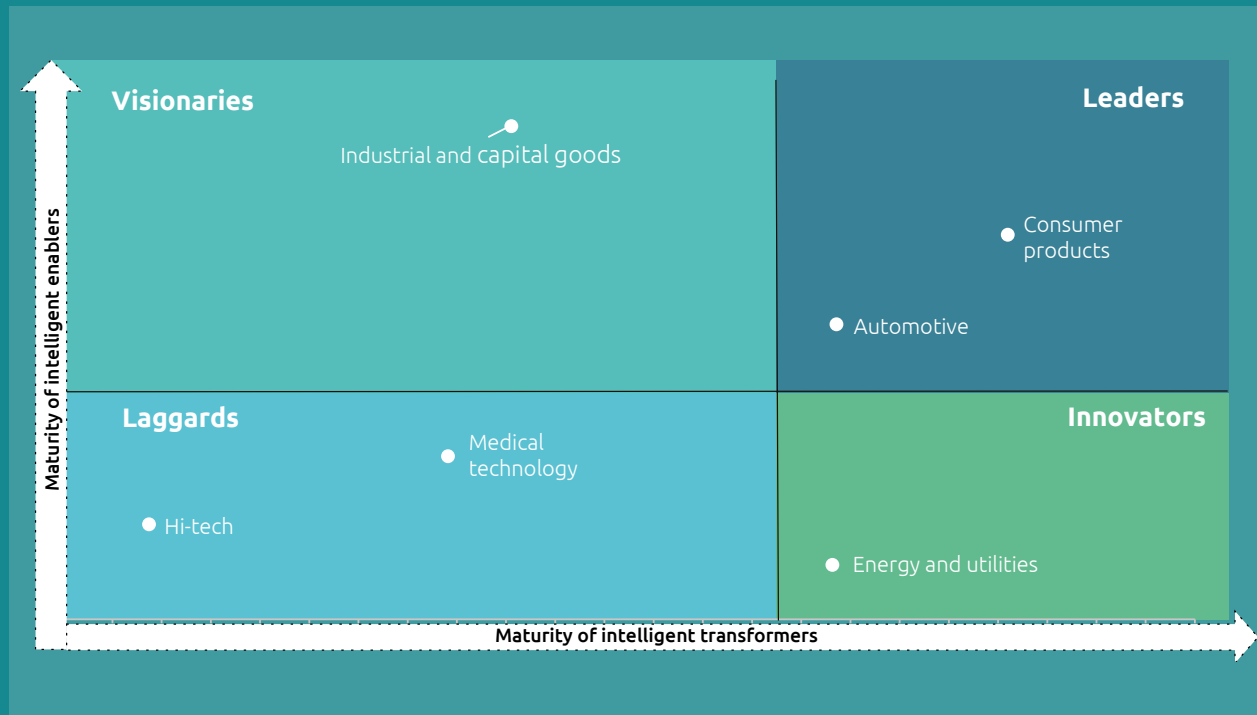 Visionaries
Leaders
Industrial and capital goods
Consumer
products
Automotive
Maturity of intelligent enablers
Laggards
Innovators
Medical
technology
Hi-tech
Energy and utilities
Maturity of intelligent transformers